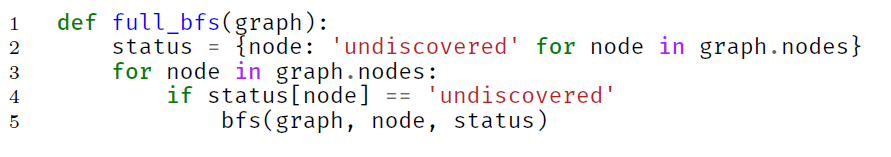 1 def full_bfs(graph):
2     status = {node: 'undiscovered' for node in graph.nodes}
3     for node in graph.nodes:
4         if status[node] == 'undiscovered'
5             bfs(graph, node, status)